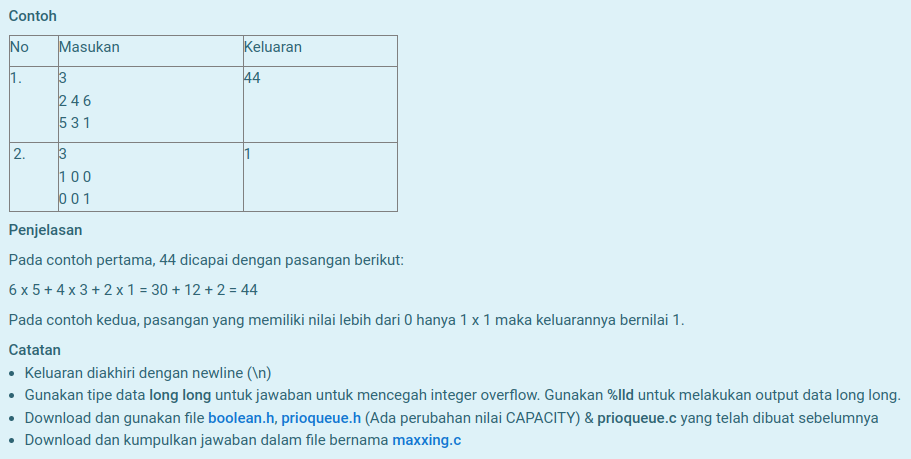 Contoh
No Masukan Keluaran
1. 3 44
2 4 6
5 3 1
2. 3 1
1 0 0
0 0 1
Penjelasan
Pada contoh pertama, 44 dicapai dengan pasangan berikut:
6 x 5 + 4 x 3 + 2 x 1 = 30 + 12 + 2 = 44
Pada contoh kedua, pasangan yang memiliki nilai lebih dari 0 hanya 1 x 1 maka keluarannya bernilai 1.
Catatan
• Keluaran diakhiri dengan newline (\n)
• Gunakan tipe data long long untuk jawaban untuk mencegah integer overflow. Gunakan %lld untuk melakukan output data long long.
• Download dan gunakan file boolean.h, prioqueue.h (Ada perubahan nilai CAPACITY) & prioqueue.c yang telah dibuat sebelumnya
• Download dan kumpulkan jawaban dalam file bernama maxxing.c